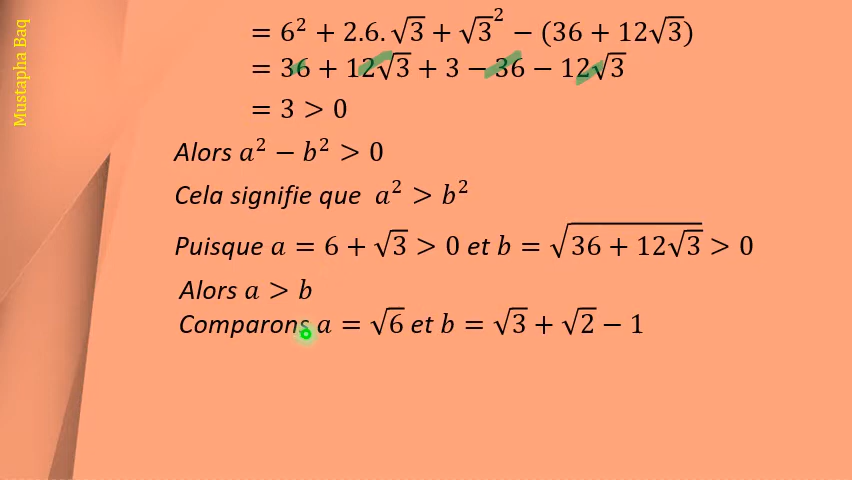 Mustapha Baq
= 6² + 2.6.√3 + √3² − (36 + 12√3)
= 36 + 12√3 + 3 − 36 − 12√3
= 3 > 0
Alors a² − b² > 0
Cela signifie que a² > b²
Puisque a = 6 + √3 > 0 et b = √(36 + 12√3) > 0
Alors a > b
Comparons a = √6 et b = √3 + √2 − 1